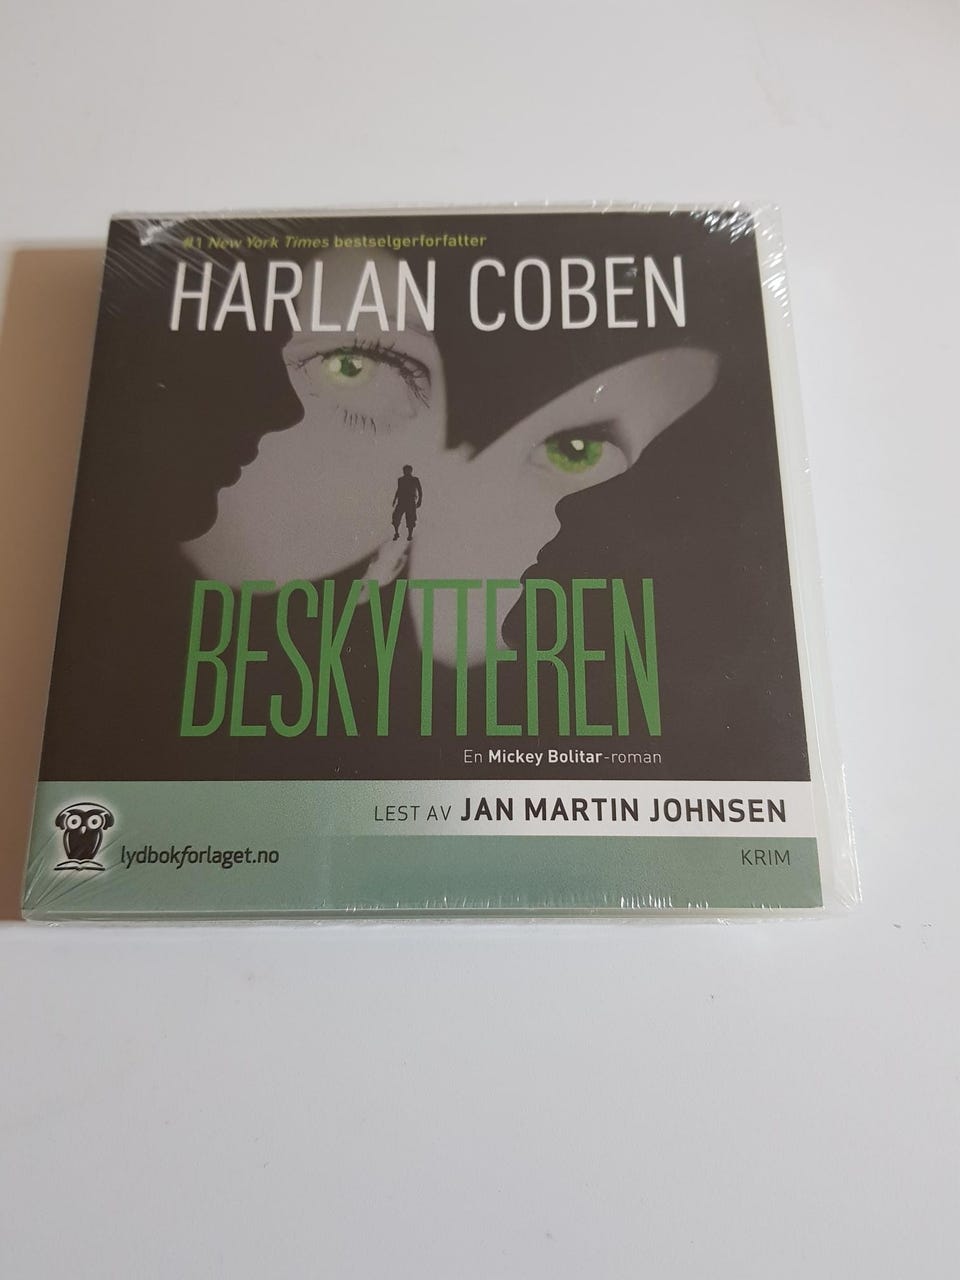 #1 New York Times bestselgerforfatter
HARLAN COBEN
BESKYTTEREN
En Mickey Bolitar-roman
LEST AV JAN MARTIN JOHNSEN
lydbokforlaget.no
KRIM